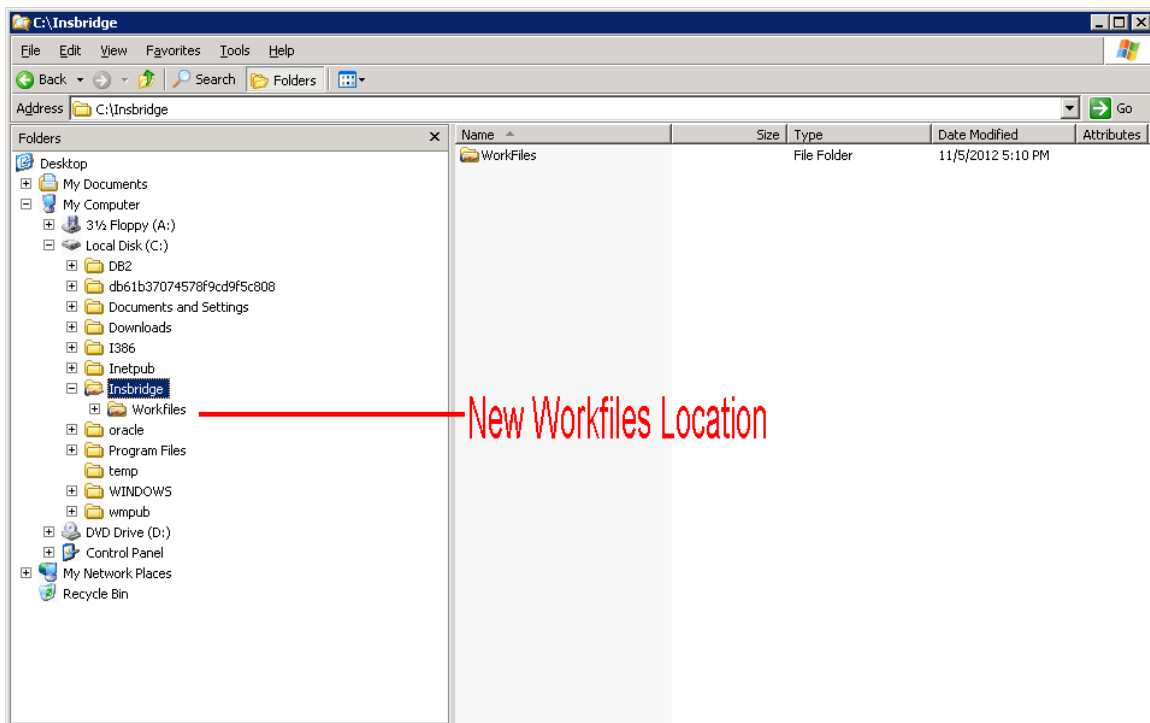 C:\Insbridge
File Edit View Favorites Tools Help
Back Search Folders
Address C:\Insbridge Go
Folders
Name Size Type Date Modified Attributes
WorkFiles File Folder 11/5/2012 5:10 PM
Desktop
My Documents
My Computer
3½ Floppy (A:)
Local Disk (C:)
DB2
db61b37074578f9cd9f5c808
Documents and Settings
Downloads
I386
Inetpub
Insbridge
Workfiles
New Workfiles Location
oracle
Program Files
temp
WINDOWS
wmpub
DVD Drive (D:)
Control Panel
My Network Places
Recycle Bin